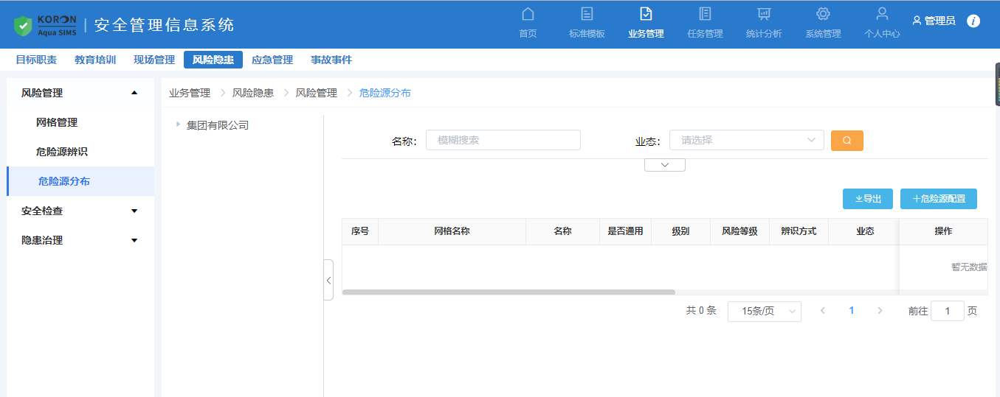 KORON
Aqua SIMS
安全管理信息系统
首页 标准模板 业务管理 任务管理 统计分析 系统管理 个人中心 管理员 i
目标职责 教育培训 现场管理 风险隐患 应急管理 事故事件
风险管理
网格管理
危险源辨识
危险源分布
安全检查
隐患治理
业务管理 风险隐患 风险管理 危险源分布
集团有限公司
名称: 模糊搜索 业态: 请选择
导出 +危险源配置
序号 网格名称 名称 是否通用 级别 风险等级 辨识方式 业态 操作
暂无数据
共 0 条 15条/页 < 1 > 前往 1 页